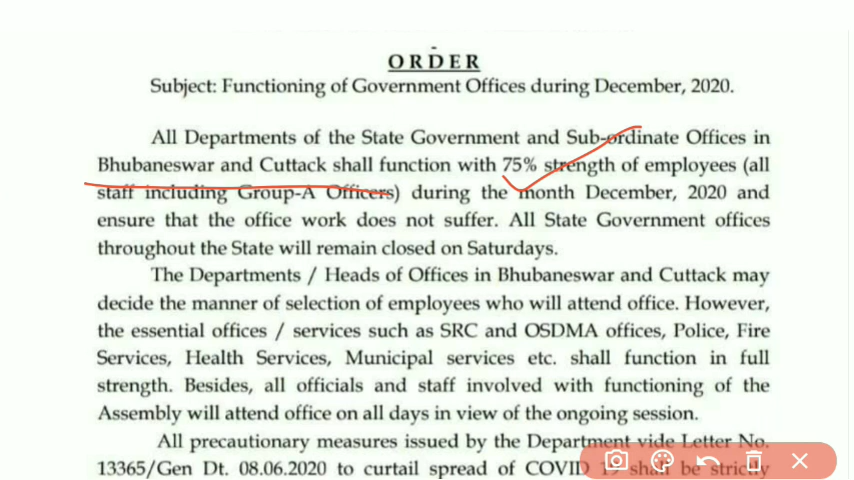 ORDER
Subject: Functioning of Government Offices during December, 2020.
All Departments of the State Government and Sub-ordinate Offices in
Bhubaneswar and Cuttack shall function with 75% strength of employees (all
staff including Group-A Officers) during the month December, 2020 and
ensure that the office work does not suffer. All State Government offices
throughout the State will remain closed on Saturdays.
The Departments / Heads of Offices in Bhubaneswar and Cuttack may
decide the manner of selection of employees who will attend office. However,
the essential offices / services such as SRC and OSDMA offices, Police, Fire
Services, Health Services, Municipal services etc. shall function in full
strength. Besides, all officials and staff involved with functioning of the
Assembly will attend office on all days in view of the ongoing session.
All precautionary measures issued by the Department vide Letter No.
13365/Gen Dt. 08.06.2020 to curtail spread of COVID 19 shall be strictly